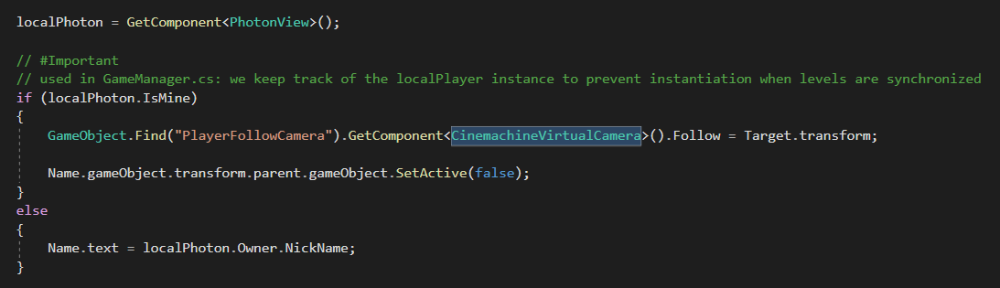 localPhoton = GetComponent<PhotonView>();
// #Important
// used in GameManager.cs: we keep track of the localPlayer instance to prevent instantiation when levels are synchronized
if (localPhoton.IsMine)
{
GameObject.Find("PlayerFollowCamera").GetComponent<CinemachineVirtualCamera>().Follow = Target.transform;
Name.gameObject.transform.parent.gameObject.SetActive(false);
}
else
{
Name.text = localPhoton.Owner.NickName;
}